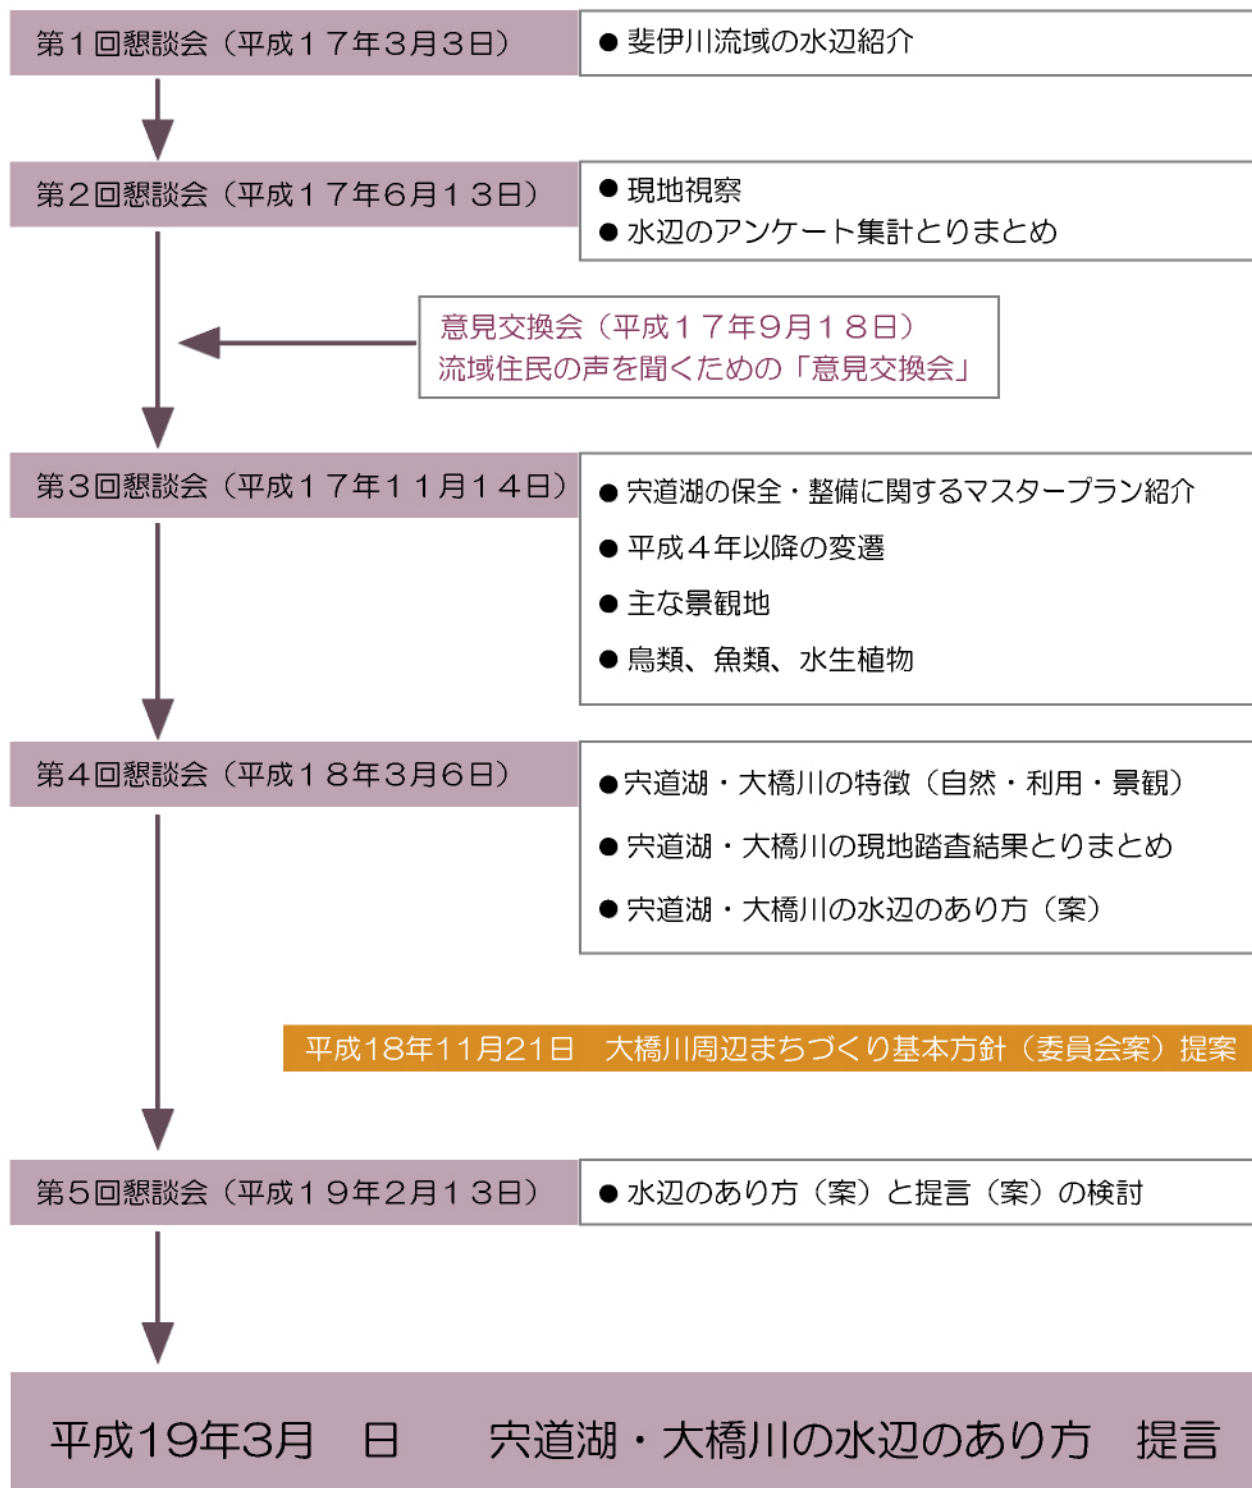 第１回懇談会（平成１７年３月３日）
● 斐伊川流域の水辺紹介
第２回懇談会（平成１７年６月１３日）
● 現地視察
● 水辺のアンケート集計とりまとめ
意見交換会（平成１７年９月１８日）
流域住民の声を聞くための「意見交換会」
第３回懇談会（平成１７年１１月１４日）
● 宍道湖の保全・整備に関するマスタープラン紹介
● 平成４年以降の変遷
● 主な景観地
● 鳥類、魚類、水生植物
第４回懇談会（平成１８年３月６日）
● 宍道湖・大橋川の特徴（自然・利用・景観）
● 宍道湖・大橋川の現地踏査結果とりまとめ
● 宍道湖・大橋川の水辺のあり方（案）
平成18年11月21日　大橋川周辺まちづくり基本方針（委員会案）提案
第５回懇談会（平成１９年２月１３日）
● 水辺のあり方（案）と提言（案）の検討
平成19年3月　日　　宍道湖・大橋川の水辺のあり方　提言